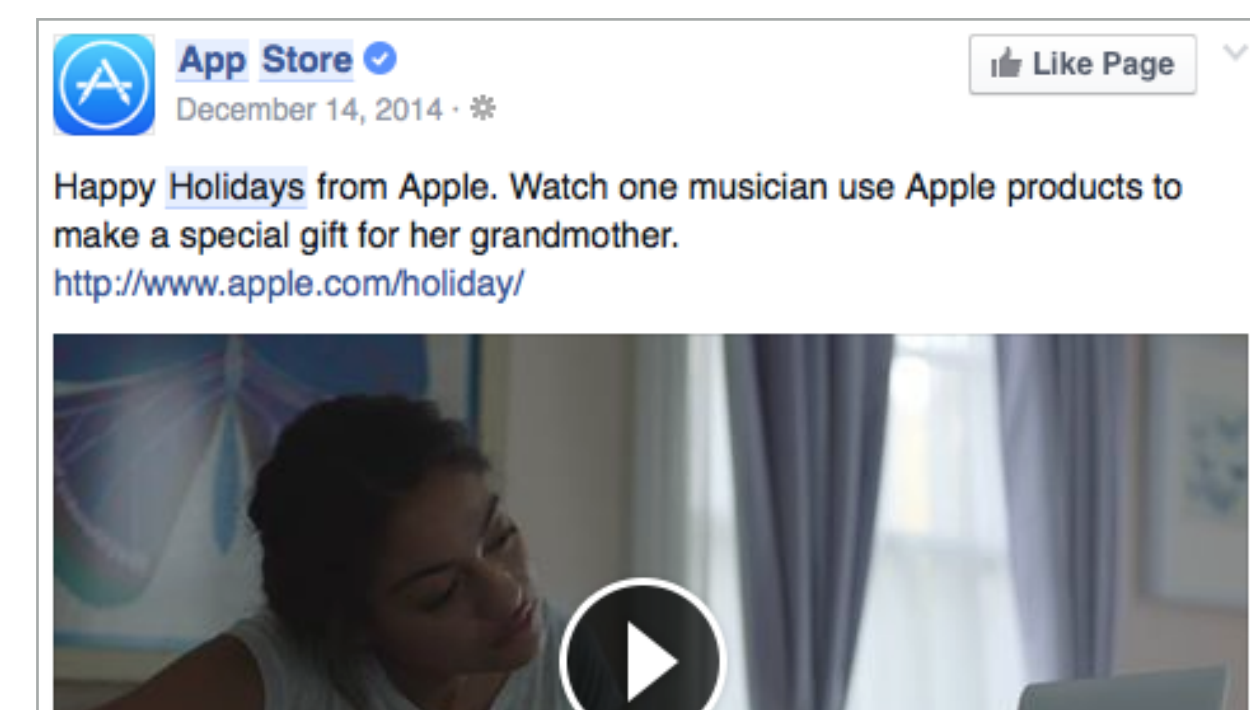 App Store
Like Page
December 14, 2014 ·
Happy Holidays from Apple. Watch one musician use Apple products to
make a special gift for her grandmother.
http://www.apple.com/holiday/